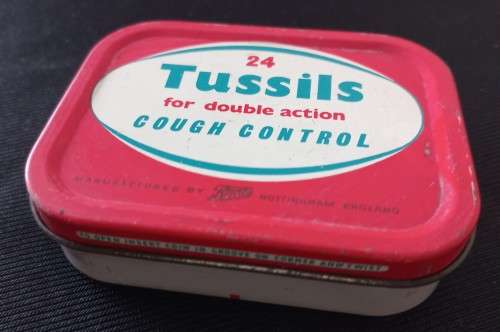 24
Tussils
for double action
COUGH CONTROL
MANUFACTURED BY Boots NOTTINGHAM ENGLAND
TO OPEN INSERT COIN IN GROOVE ON CORNER AND TWIST